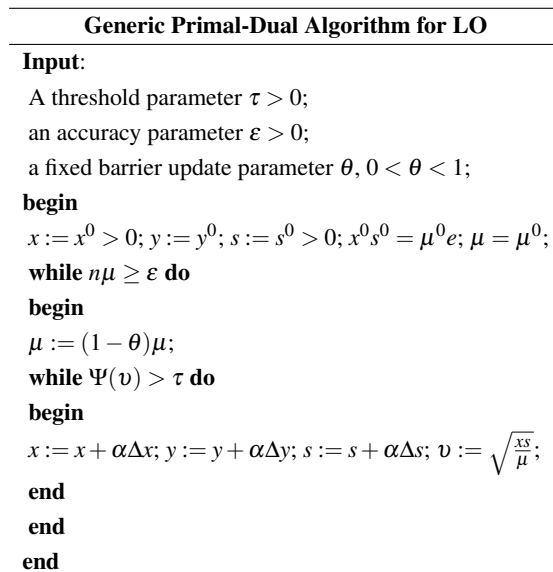 Generic Primal-Dual Algorithm for LO
Input:
A threshold parameter τ > 0;
an accuracy parameter ε > 0;
a fixed barrier update parameter θ, 0 < θ < 1;
begin
x := x⁰ > 0; y := y⁰; s := s⁰ > 0; x⁰s⁰ = μ⁰e; μ = μ⁰;
while nμ ≥ ε do
begin
μ := (1 − θ)μ;
while Ψ(υ) > τ do
begin
x := x + αΔx; y := y + αΔy; s := s + αΔs; υ := √(xs/μ);
end
end
end